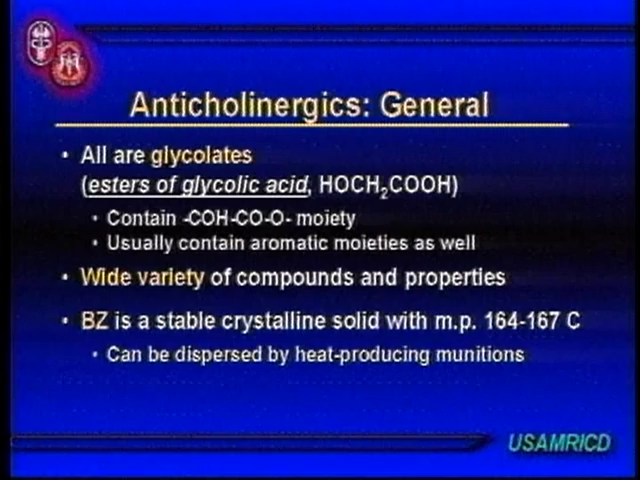 Anticholinergics: General
• All are glycolates
(esters of glycolic acid, HOCH₂COOH)
• Contain -COH-CO-O- moiety
• Usually contain aromatic moieties as well
• Wide variety of compounds and properties
• BZ is a stable crystalline solid with m.p. 164-167 C
• Can be dispersed by heat-producing munitions
USAMRICD